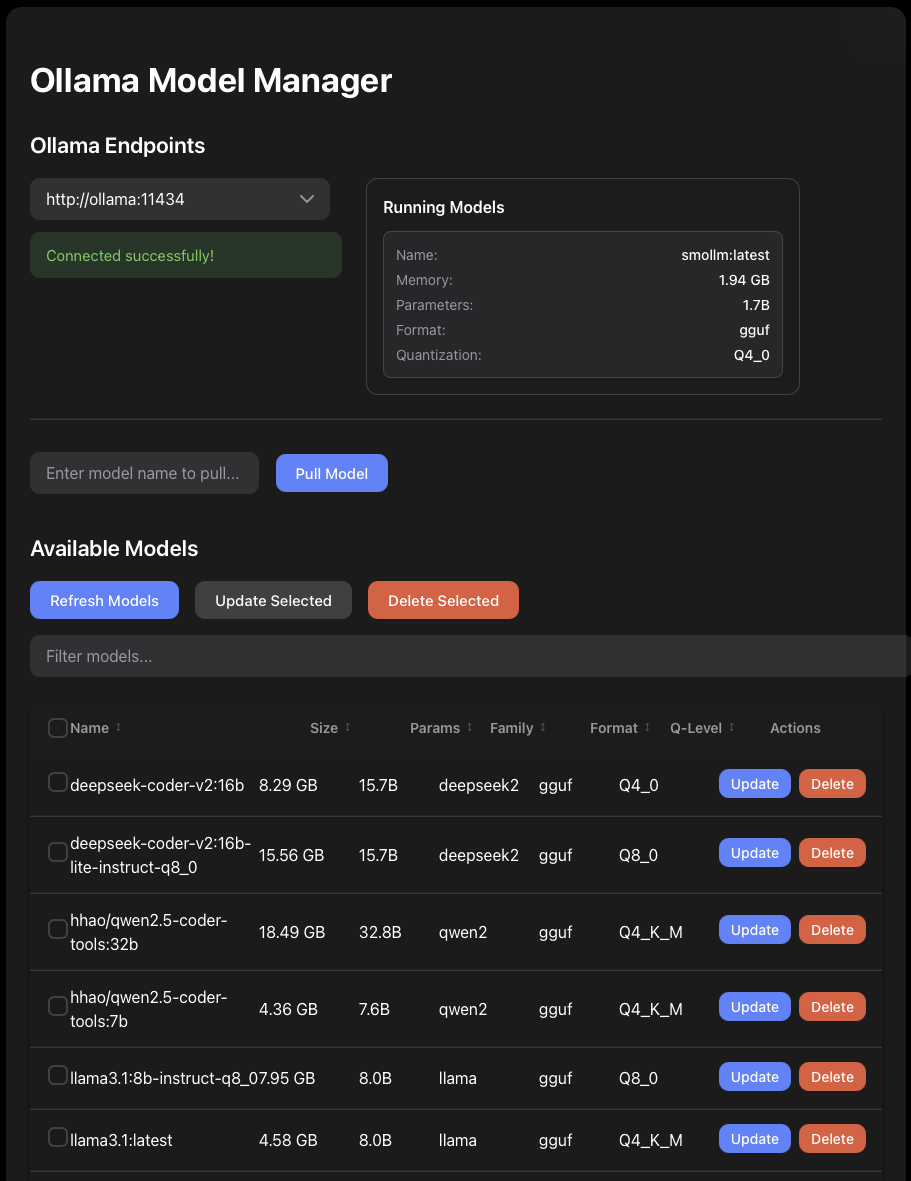 Ollama Model Manager
Ollama Endpoints
http://ollama:11434
Connected successfully!
Running Models
Name: smollm:latest
Memory: 1.94 GB
Parameters: 1.7B
Format: gguf
Quantization: Q4_0
Enter model name to pull...
Pull Model
Available Models
Refresh Models Update Selected Delete Selected
Filter models...
Name ↕ Size ↕ Params ↕ Family ↕ Format ↕ Q-Level ↕ Actions
deepseek-coder-v2:16b 8.29 GB 15.7B deepseek2 gguf Q4_0 Update Delete
deepseek-coder-v2:16b-
lite-instruct-q8_0 15.56 GB 15.7B deepseek2 gguf Q8_0 Update Delete
hhao/qwen2.5-coder-
tools:32b 18.49 GB 32.8B qwen2 gguf Q4_K_M Update Delete
hhao/qwen2.5-coder-
tools:7b 4.36 GB 7.6B qwen2 gguf Q4_K_M Update Delete
llama3.1:8b-instruct-q8_0 7.95 GB 8.0B llama gguf Q8_0 Update Delete
llama3.1:latest 4.58 GB 8.0B llama gguf Q4_K_M Update Delete